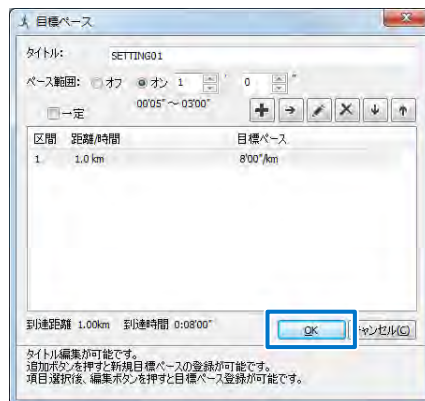 目標ペース
タイトル: SETTING01
ペース範囲: オフ オン 1 ' 0 "
一定 00'05"～03'00"
区間 距離/時間 目標ペース
1 1.0 km 8'00"/km
到達距離 1.00km 到達時間 0:08'00"
OK キャンセル(C)
タイトル編集が可能です。
追加ボタンを押すと新規目標ペースの登録が可能です。
項目選択後、編集ボタンを押すと目標ペース登録が可能です。